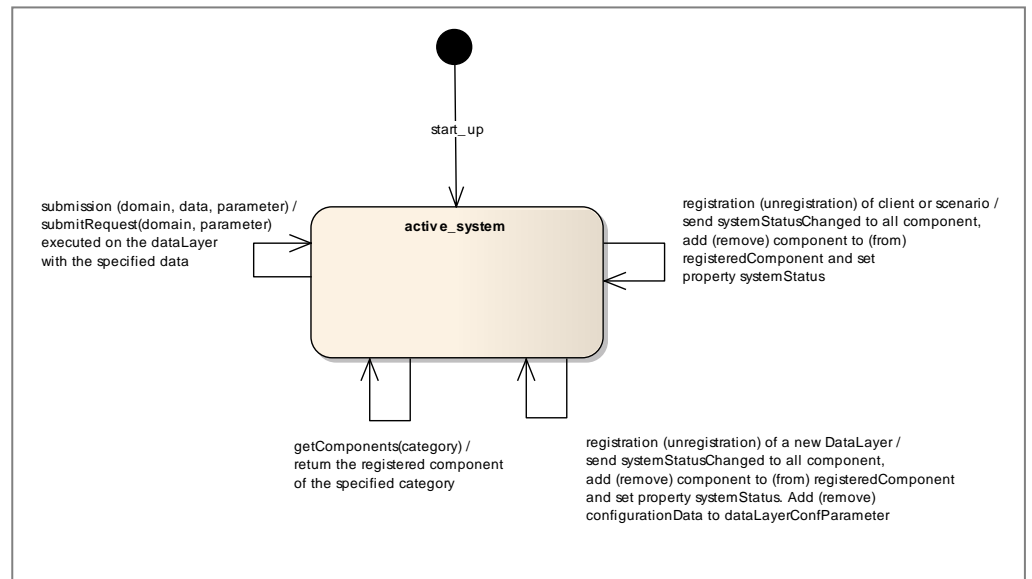 start_up
submission (domain, data, parameter) /
submitRequest(domain, parameter)
executed on the dataLayer
with the specified data
active_system
registration (unregistration) of client or scenario /
send systemStatusChanged to all component,
add (remove) component to (from)
registeredComponent and set
property systemStatus
getComponents(category) /
return the registered component
of the specified category
registration (unregistration) of a new DataLayer /
send systemStatusChanged to all component,
add (remove) component to (from) registeredComponent
and set property systemStatus. Add (remove)
configurationData to dataLayerConfParameter